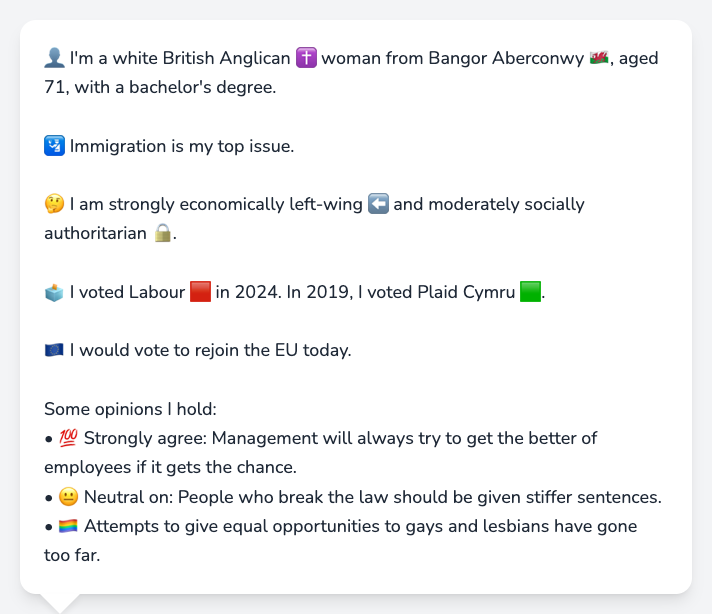 👤 I'm a white British Anglican ✝️ woman from Bangor Aberconwy 🏴󠁧󠁢󠁷󠁬󠁳󠁿, aged
71, with a bachelor's degree.
🛂 Immigration is my top issue.
🤔 I am strongly economically left-wing ⬅️ and moderately socially
authoritarian 🔒.
🗳️ I voted Labour 🟥 in 2024. In 2019, I voted Plaid Cymru 🟩.
🇪🇺 I would vote to rejoin the EU today.
Some opinions I hold:
• 💯 Strongly agree: Management will always try to get the better of
employees if it gets the chance.
• 😐 Neutral on: People who break the law should be given stiffer sentences.
• 🏳️‍🌈 Attempts to give equal opportunities to gays and lesbians have gone
too far.